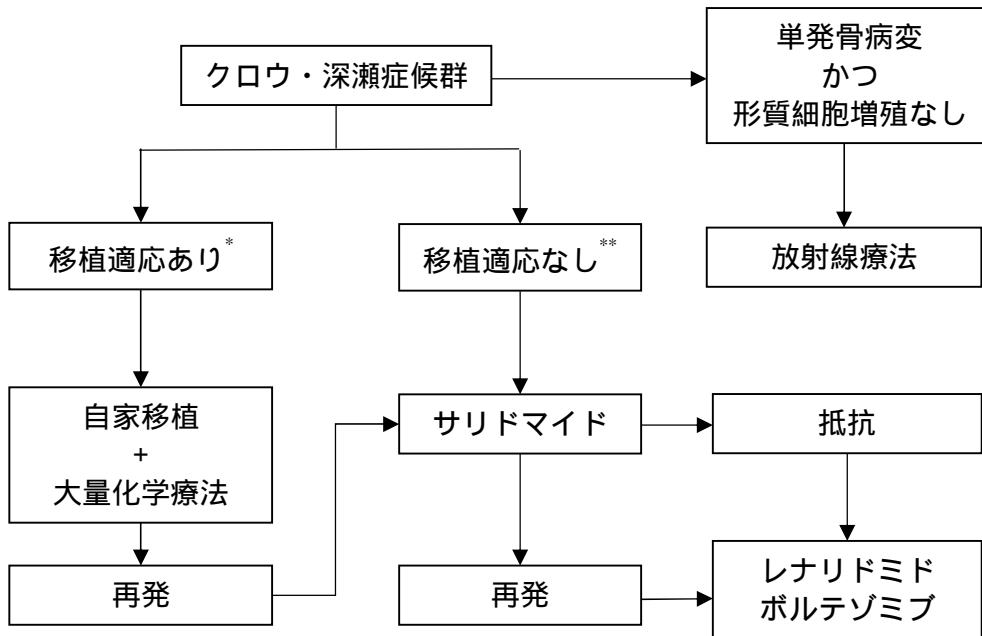 クロウ・深瀬症候群
単発骨病変
かつ
形質細胞増殖なし
移植適応あり*
移植適応なし**
放射線療法
自家移植
+
大量化学療法
サリドマイド
抵抗
再発
再発
レナリドミド
ボルテゾミブ